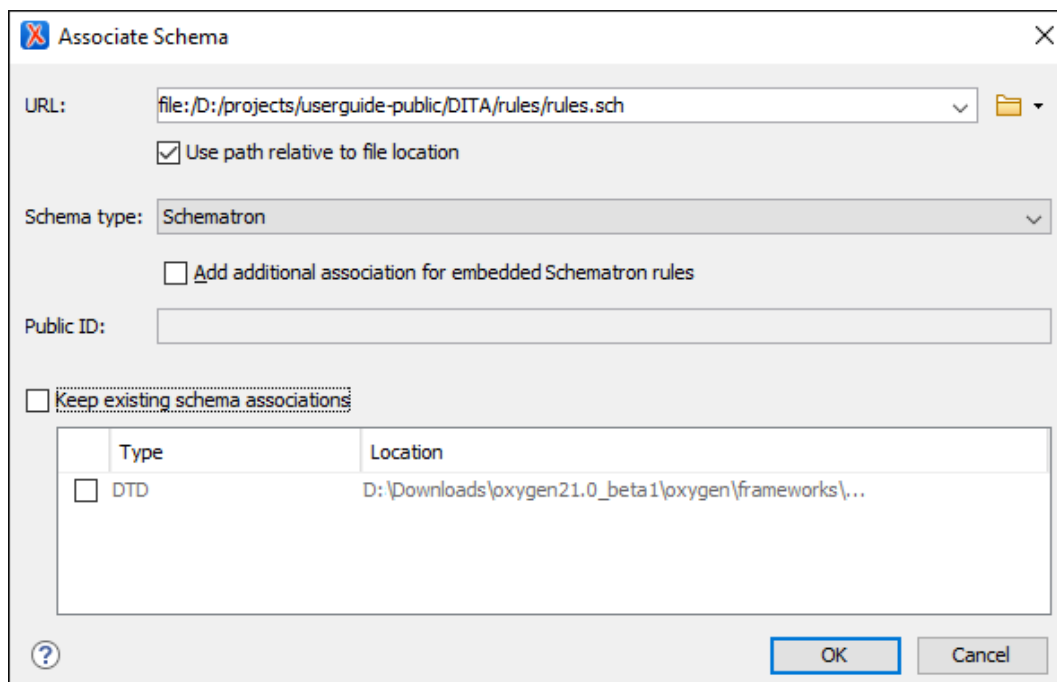 Associate Schema
URL: file:/D:/projects/userguide-public/DITA/rules/rules.sch
Use path relative to file location
Schema type: Schematron
Add additional association for embedded Schematron rules
Public ID:
Keep existing schema associations
Type Location
DTD D:\Downloads\oxygen21.0_beta1\oxygen\frameworks\...
? OK Cancel